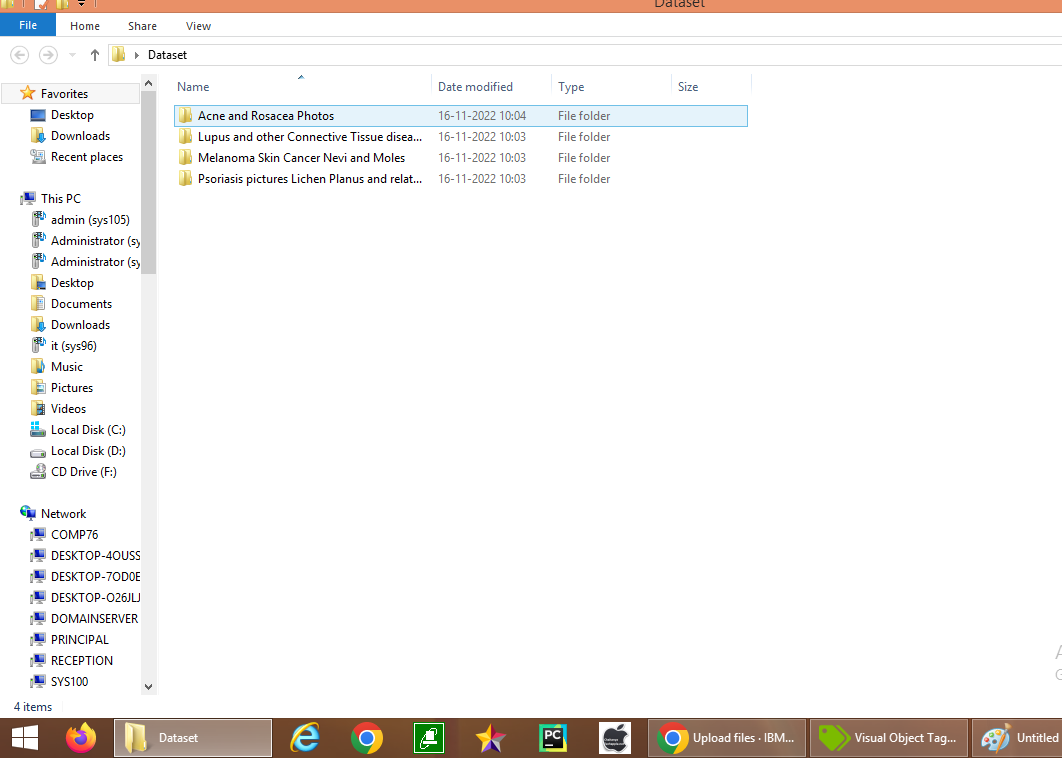 Dataset
File Home Share View
Dataset
Name Date modified Type Size
Favorites
Desktop
Downloads
Recent places
This PC
admin (sys105)
Administrator (sy
Administrator (sy
Desktop
Documents
Downloads
it (sys96)
Music
Pictures
Videos
Local Disk (C:)
Local Disk (D:)
CD Drive (F:)
Network
COMP76
DESKTOP-4OUSS
DESKTOP-7OD0E
DESKTOP-O26JLJ
DOMAINSERVER
PRINCIPAL
RECEPTION
SYS100
Acne and Rosacea Photos 16-11-2022 10:04 File folder
Lupus and other Connective Tissue disea... 16-11-2022 10:03 File folder
Melanoma Skin Cancer Nevi and Moles 16-11-2022 10:03 File folder
Psoriasis pictures Lichen Planus and relat... 16-11-2022 10:03 File folder
4 items
Dataset PC Upload files · IBM... Visual Object Tag... Untitled